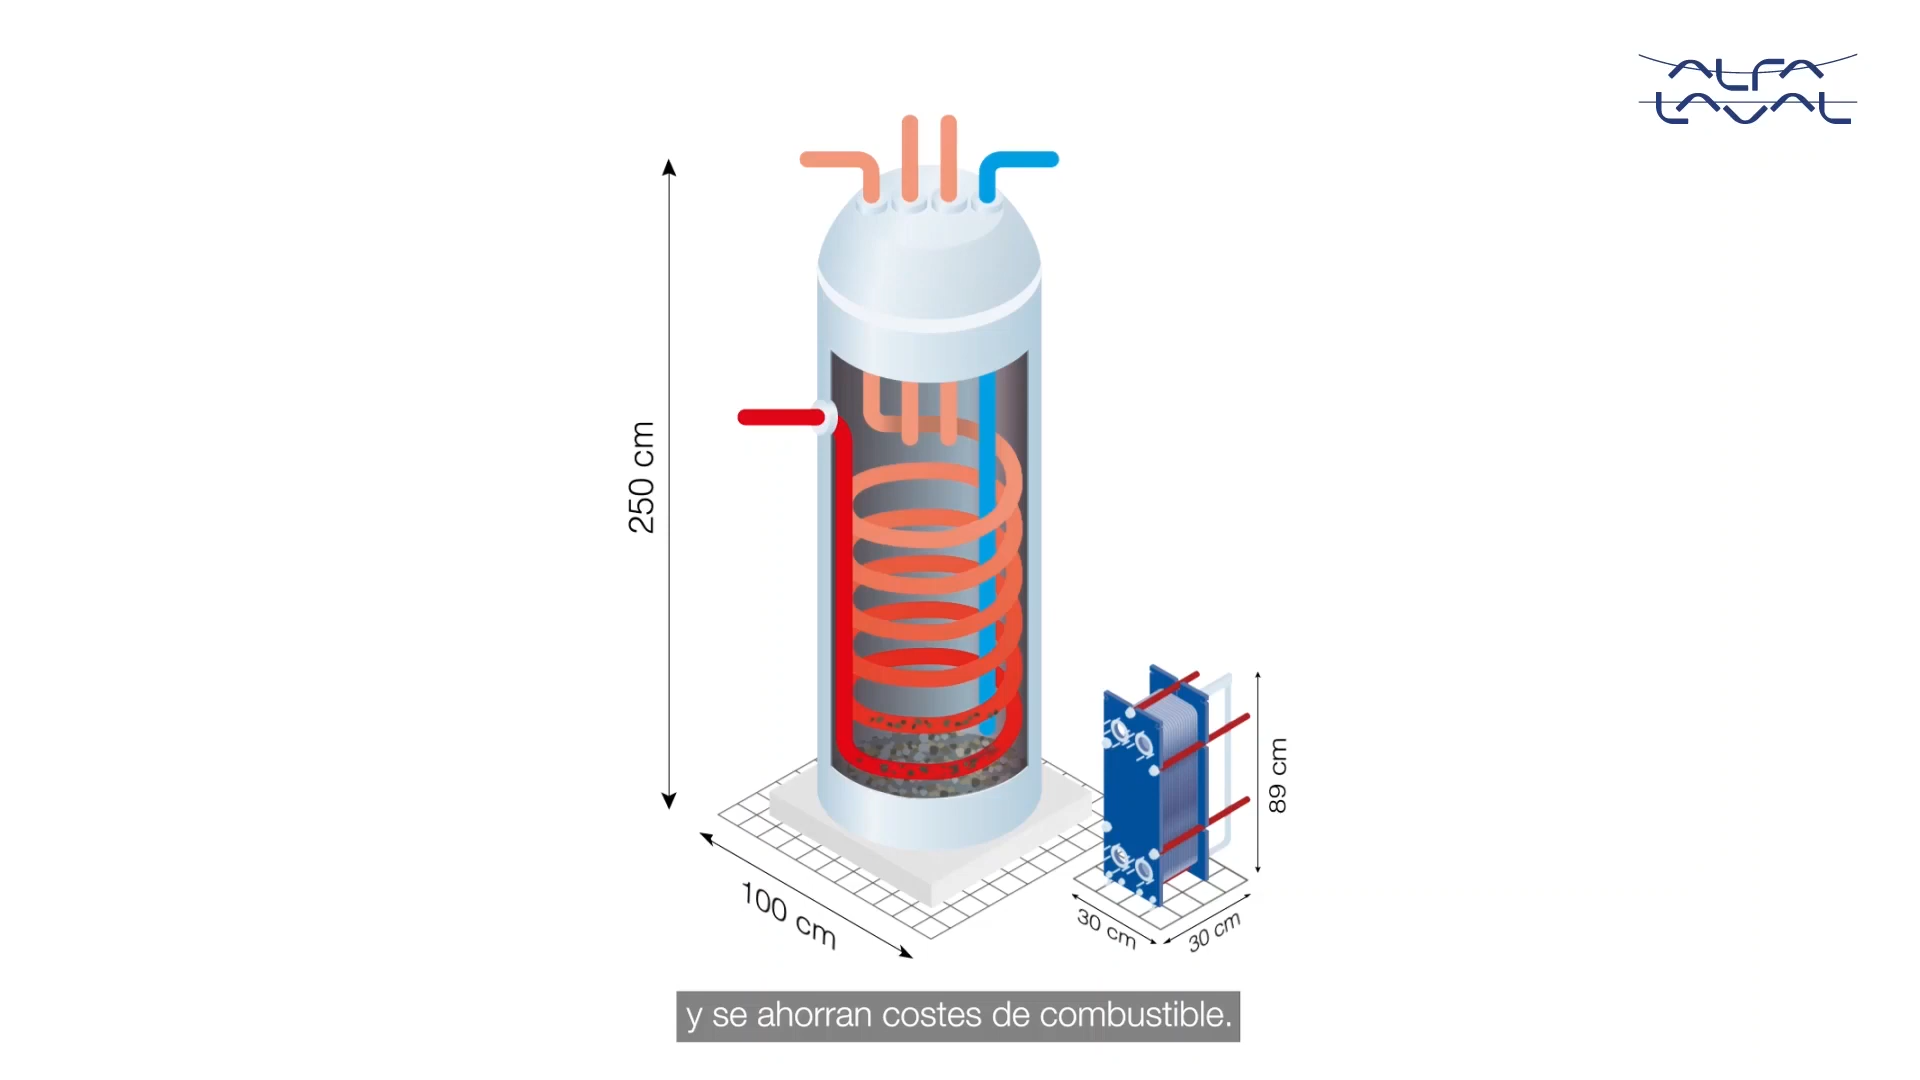 ALFA
LAVAL
250 cm
100 cm
89 cm
30 cm
30 cm
y se ahorran costes de combustible.